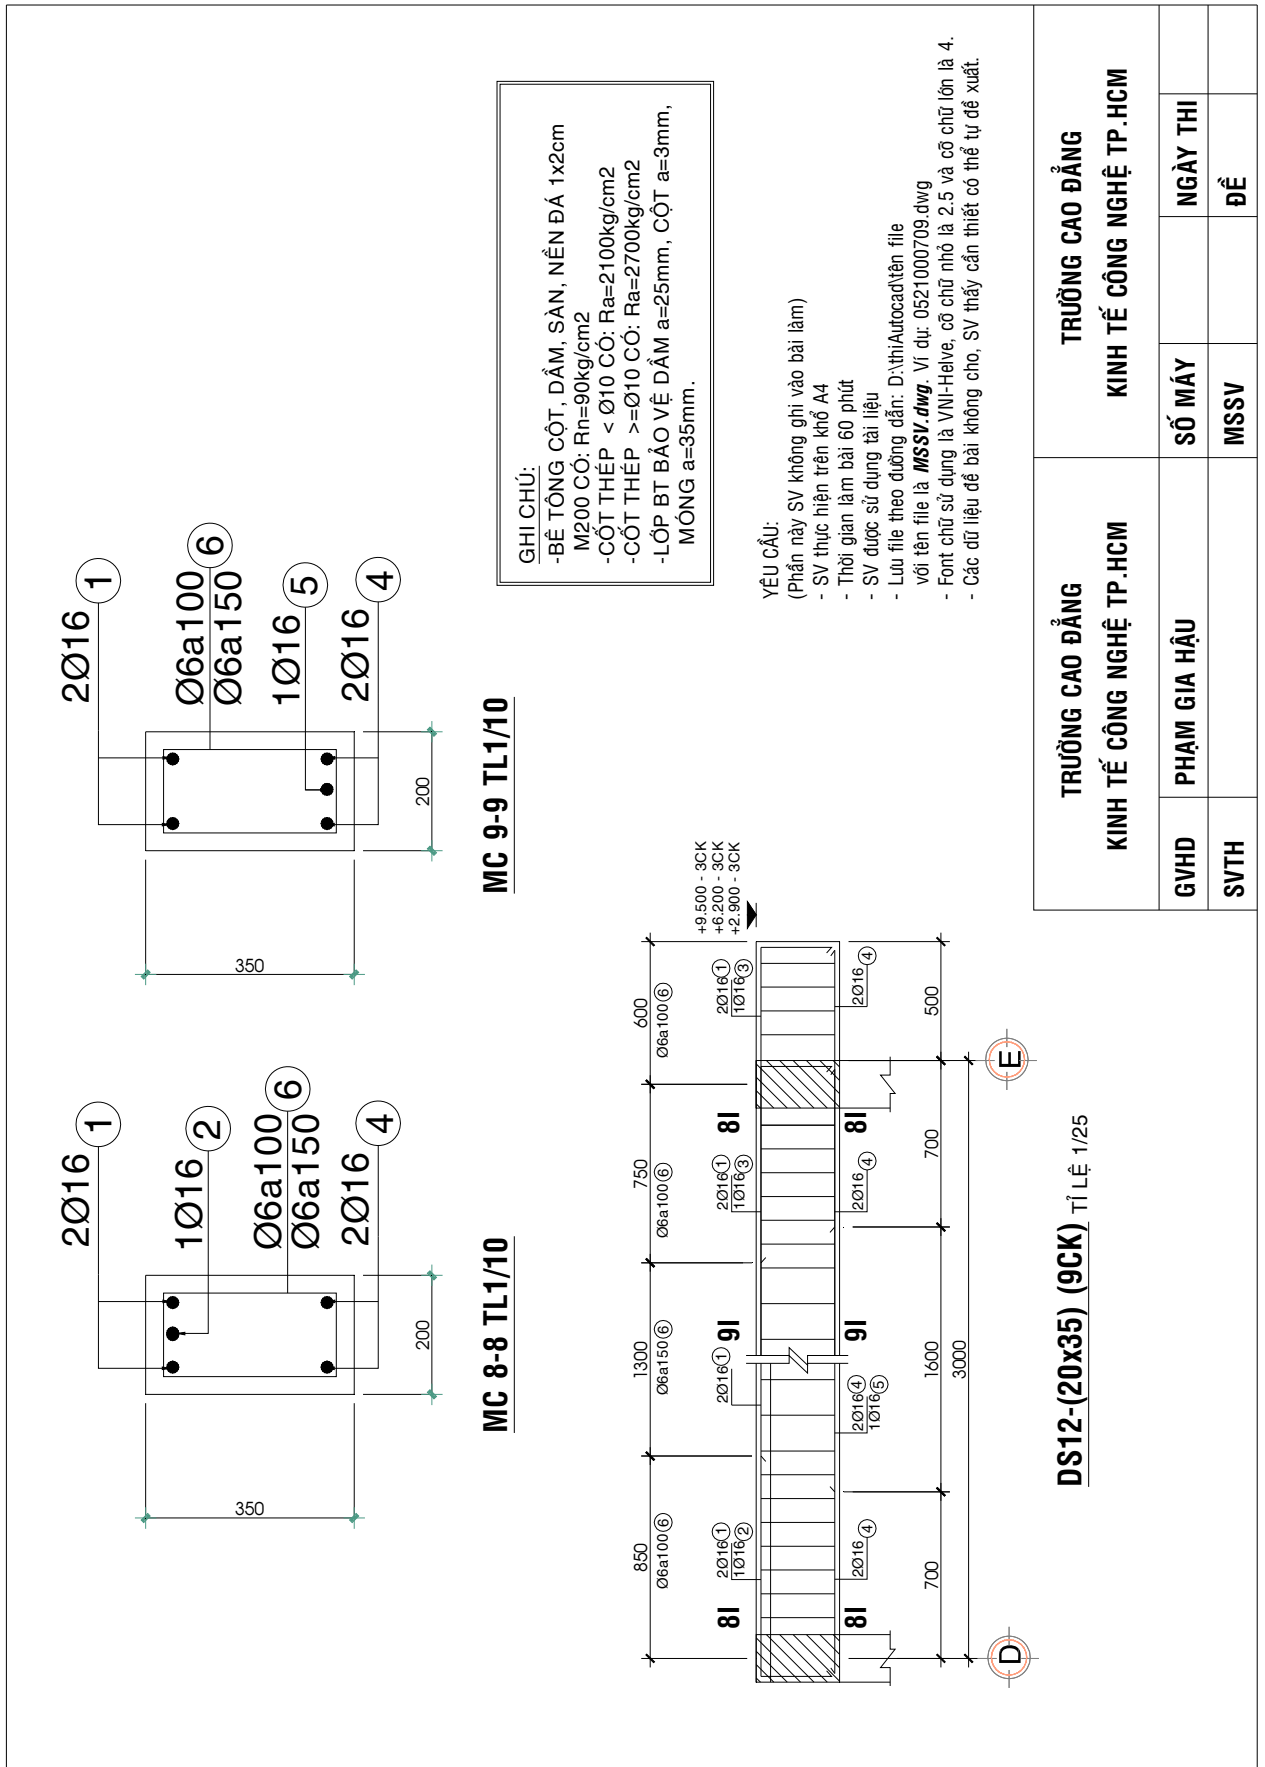 2Ø16 1
1Ø16 2
Ø6a100 6
Ø6a150
2Ø16 4
350
200
MC 8-8 TL1/10
2Ø16 1
Ø6a100 6
Ø6a150
1Ø16 5
2Ø16 4
350
200
MC 9-9 TL1/10
GHI CHÚ:
-BÊ TÔNG CỘT, DẦM, SÀN, NỀN ĐÁ 1x2cm
M200 CÓ: Rn=90kg/cm2
-CỐT THÉP < Ø10 CÓ: Ra=2100kg/cm2
-CỐT THÉP >=Ø10 CÓ: Ra=2700kg/cm2
-LỚP BT BẢO VỆ DẦM a=25mm, CỘT a=3mm,
MÓNG a=35mm.
850 1300 750 600
Ø6a100 6 Ø6a150 6 Ø6a100 6 Ø6a100 6
+9.500 - 3CK
+6.200 - 3CK
+2.900 - 3CK
2Ø16 1 2Ø16 1 2Ø16 1 2Ø16 1
1Ø16 2 1Ø16 3 1Ø16 3
8I 9I 8I
8I 9I 8I
2Ø16 4 2Ø16 4 2Ø16 4 2Ø16 4
1Ø16 5
700 1600 700 500
3000
D E
DS12-(20x35) (9CK) TỈ LỆ 1/25
YÊU CẦU:
(Phần này SV không ghi vào bài làm)
- SV thực hiện trên khổ A4
- Thời gian làm bài 60 phút
- SV được sử dụng tài liệu
- Lưu file theo đường dẫn: D:\thiAutocad\tên file
với tên file là MSSV.dwg. Ví dụ: 0521000709.dwg
- Font chữ sử dụng là VNI-Helve, cỡ chữ nhỏ là 2.5 và cỡ chữ lớn là 4.
- Các dữ liệu đề bài không cho, SV thấy cần thiết có thể tự đề xuất.
TRƯỜNG CAO ĐẲNG
KINH TẾ CÔNG NGHỆ TP.HCM
TRƯỜNG CAO ĐẲNG
KINH TẾ CÔNG NGHỆ TP.HCM
GVHD PHẠM GIA HẬU SỐ MÁY NGÀY THI
SVTH MSSV ĐỀ